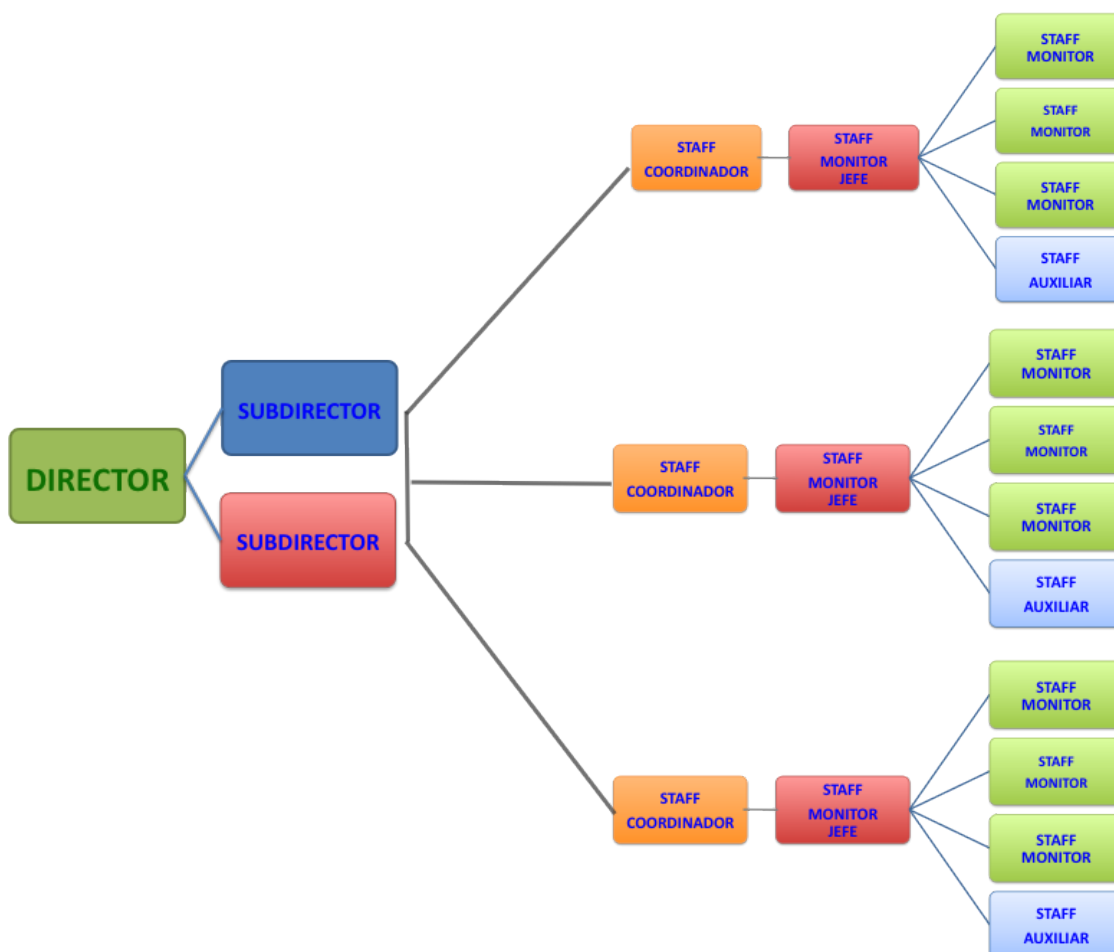 DIRECTOR
SUBDIRECTOR
SUBDIRECTOR
STAFF
COORDINADOR
STAFF
MONITOR
JEFE
STAFF
MONITOR
STAFF
MONITOR
STAFF
MONITOR
STAFF
AUXILIAR
STAFF
COORDINADOR
STAFF
MONITOR
JEFE
STAFF
MONITOR
STAFF
MONITOR
STAFF
MONITOR
STAFF
AUXILIAR
STAFF
COORDINADOR
STAFF
MONITOR
JEFE
STAFF
MONITOR
STAFF
MONITOR
STAFF
MONITOR
STAFF
AUXILIAR